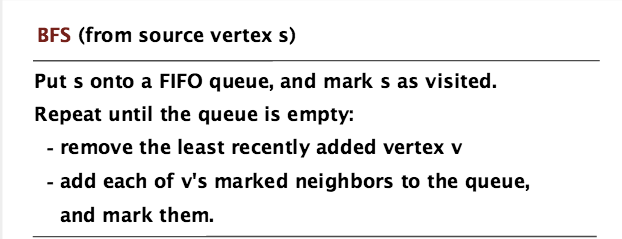 BFS (from source vertex s)
Put s onto a FIFO queue, and mark s as visited.
Repeat until the queue is empty:
- remove the least recently added vertex v
- add each of v's marked neighbors to the queue,
and mark them.